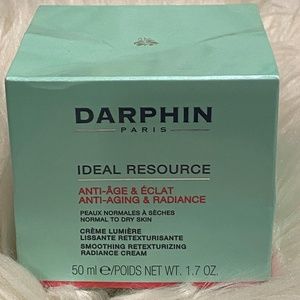 DARPHIN
PARIS
IDEAL RESOURCE
ANTI-ÂGE & ÉCLAT
ANTI-AGING & RADIANCE
PEAUX NORMALES À SÈCHES
NORMAL TO DRY SKIN
CRÈME LUMIÈRE
LISSANTE RETEXTURISANTE
SMOOTHING RETEXTURIZING
RADIANCE CREAM
50 ml ℮/POIDS NET WT. 1.7 OZ.